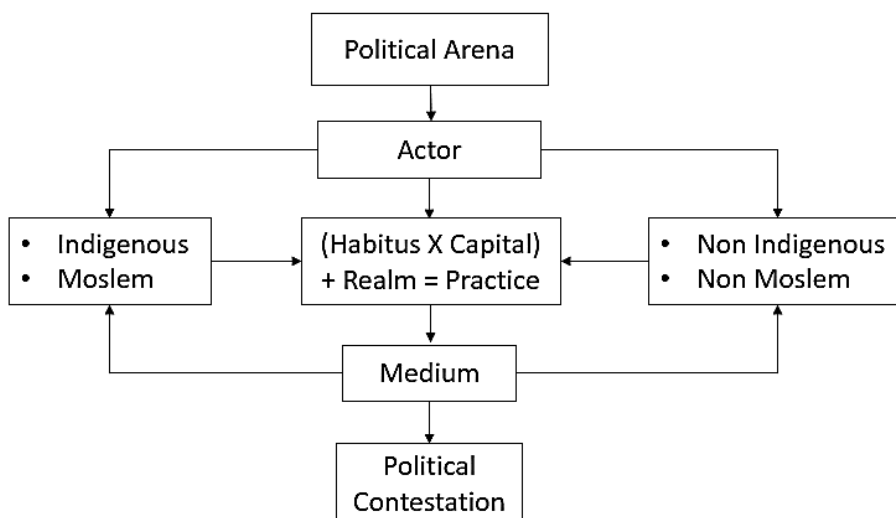 Political Arena
Actor
• Indigenous
• Moslem
(Habitus X Capital)
+ Realm = Practice
• Non Indigenous
• Non Moslem
Medium
Political
Contestation